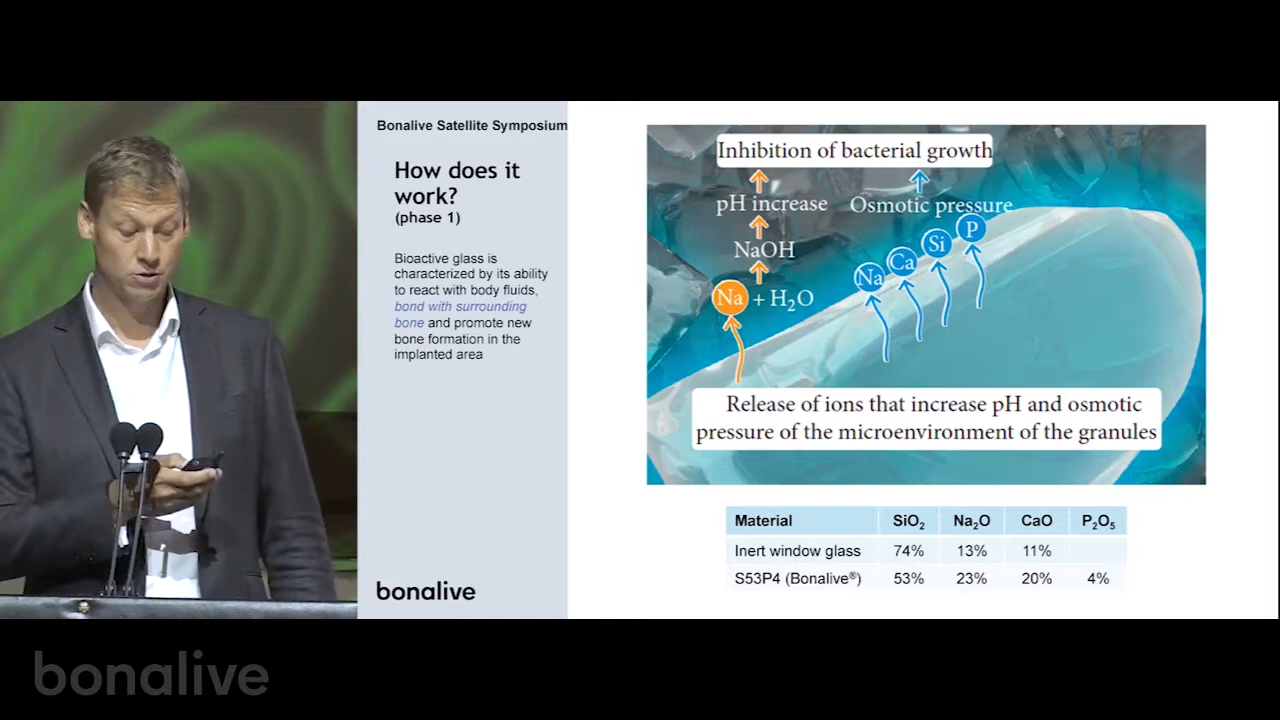 Bonalive Satellite Symposium
How does it
work?
(phase 1)
Bioactive glass is
characterized by its ability
to react with body fluids,
bond with surrounding
bone and promote new
bone formation in the
implanted area
bonalive
Inhibition of bacterial growth
pH increase
Osmotic pressure
NaOH
Na + H₂O
Na
Ca
Si
P
Release of ions that increase pH and osmotic
pressure of the microenvironment of the granules
Material SiO₂ Na₂O CaO P₂O₅
Inert window glass 74% 13% 11%
S53P4 (Bonalive®) 53% 23% 20% 4%
bonalive